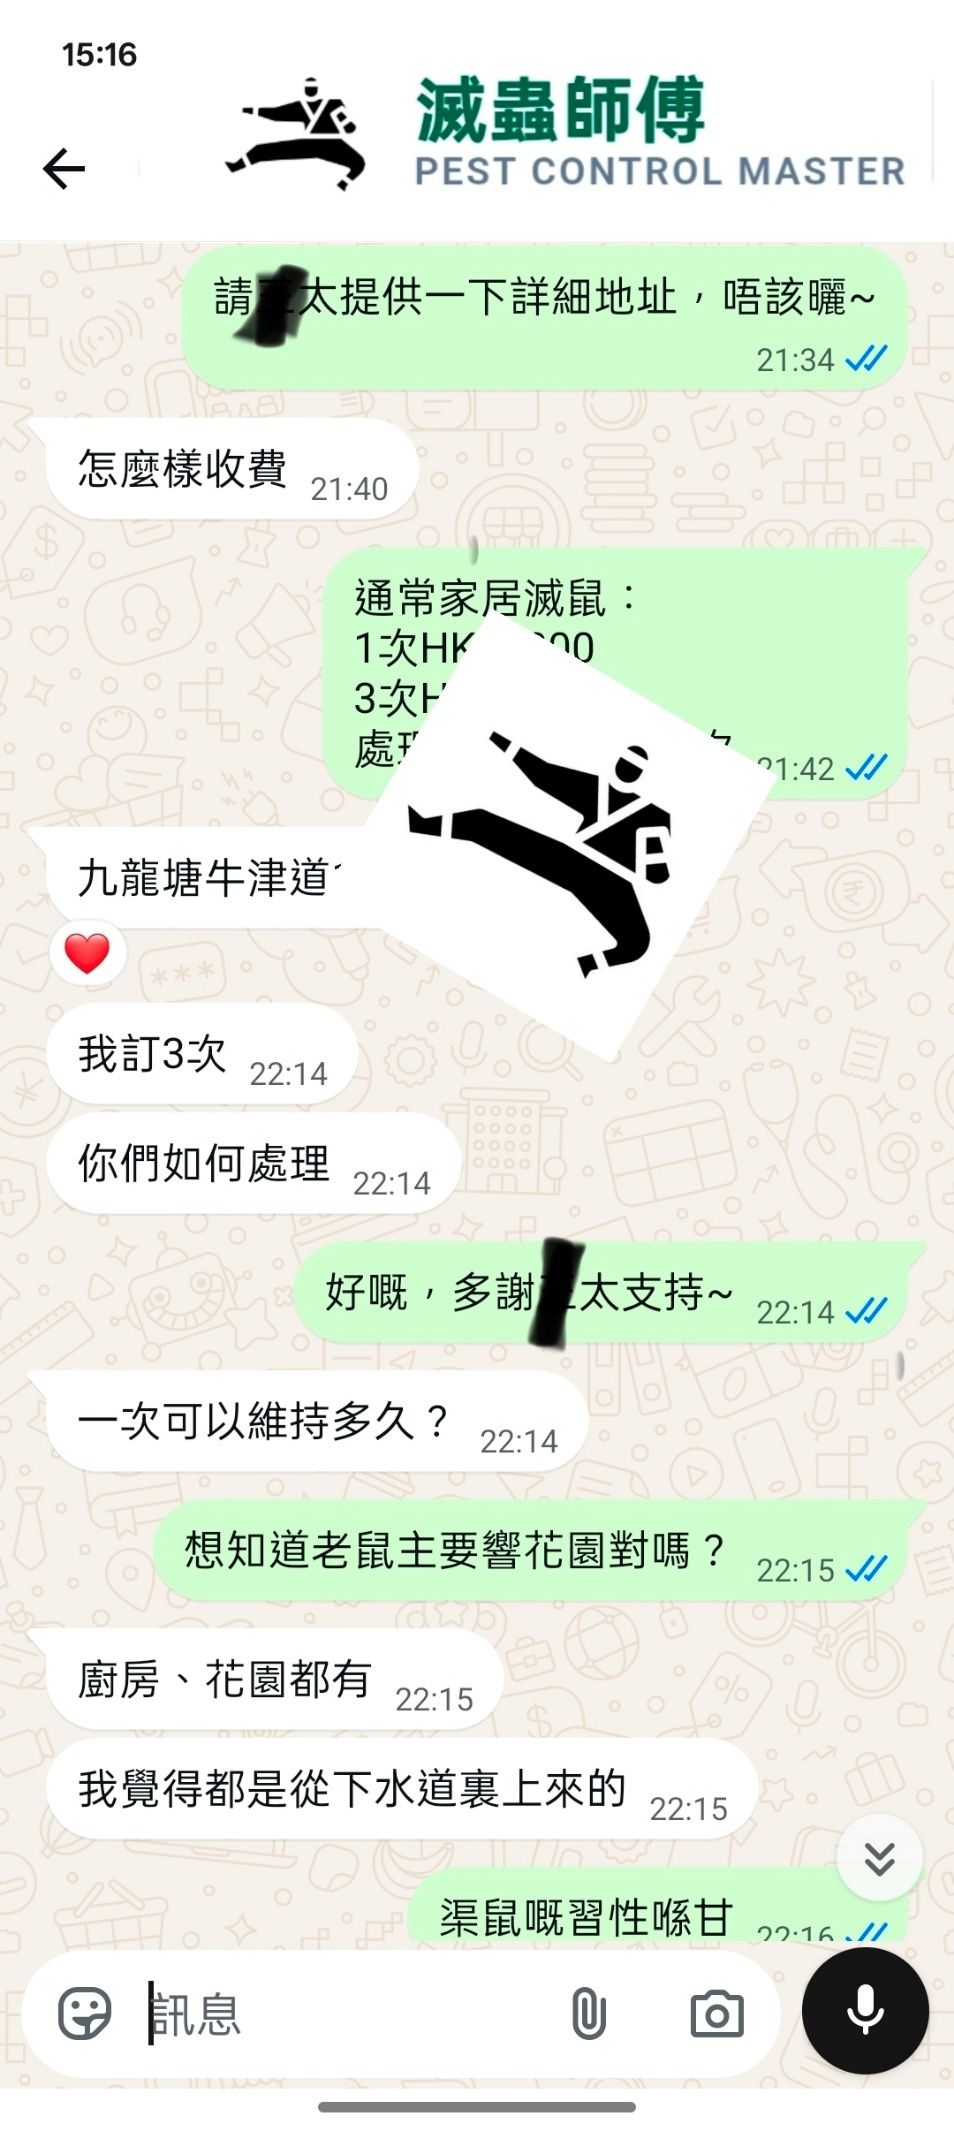 15:16
滅蟲師傅
PEST CONTROL MASTER
請太提供一下詳細地址，唔該曬~
21:34
怎麼樣收費 21:40
通常家居滅鼠：
1次HK 00
3次H
處 21:42
九龍塘牛津道
我訂3次 22:14
你們如何處理 22:14
好嘅，多謝太支持~ 22:14
一次可以維持多久？ 22:14
想知道老鼠主要響花園對嗎？ 22:15
廚房、花園都有 22:15
我覺得都是從下水道裏上來的 22:15
渠鼠嘅習性喺甘 22:16
訊息